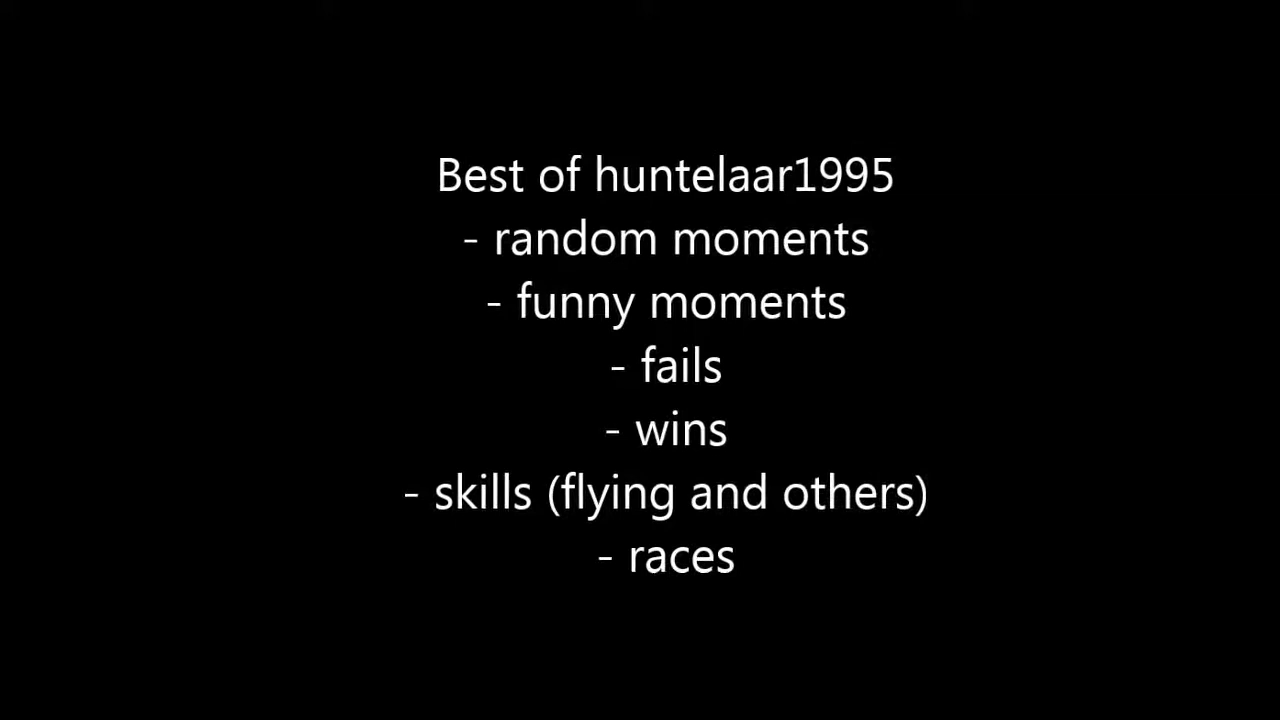 Best of huntelaar1995
- random moments
- funny moments
- fails
- wins
- skills (flying and others)
- races